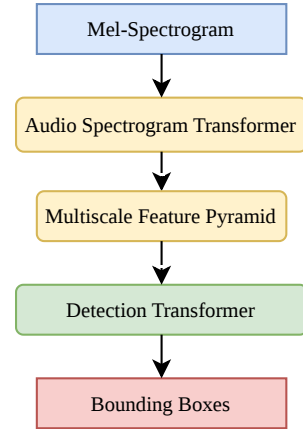 Mel-Spectrogram
Audio Spectrogram Transformer
Multiscale Feature Pyramid
Detection Transformer
Bounding Boxes